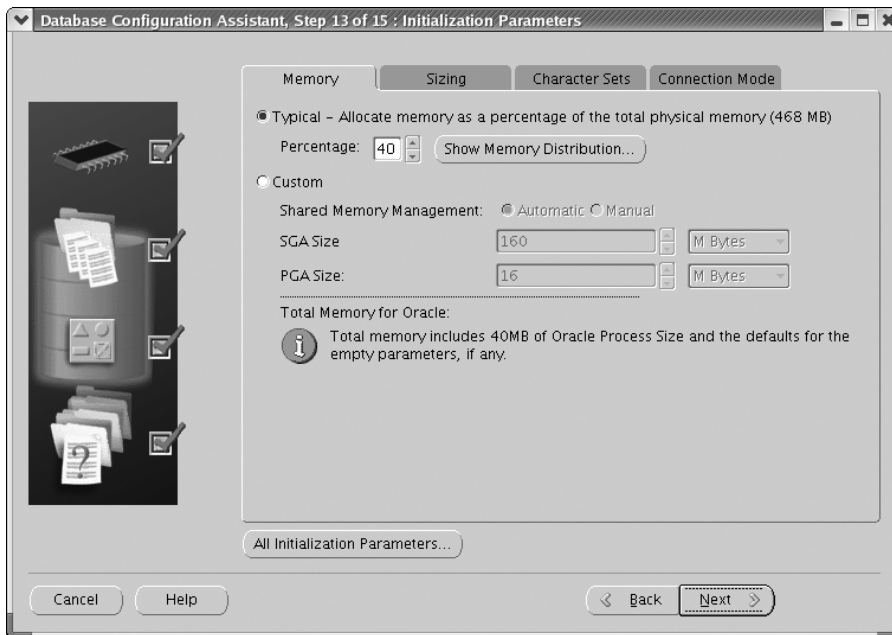 Database Configuration Assistant, Step 13 of 15 : Initialization Parameters
Memory Sizing Character Sets Connection Mode
Typical – Allocate memory as a percentage of the total physical memory (468 MB)
Percentage: 40 Show Memory Distribution...
Custom
Shared Memory Management: Automatic Manual
SGA Size 160 M Bytes
PGA Size: 16 M Bytes
Total Memory for Oracle:
Total memory includes 40MB of Oracle Process Size and the defaults for the
empty parameters, if any.
All Initialization Parameters...
Cancel Help Back Next